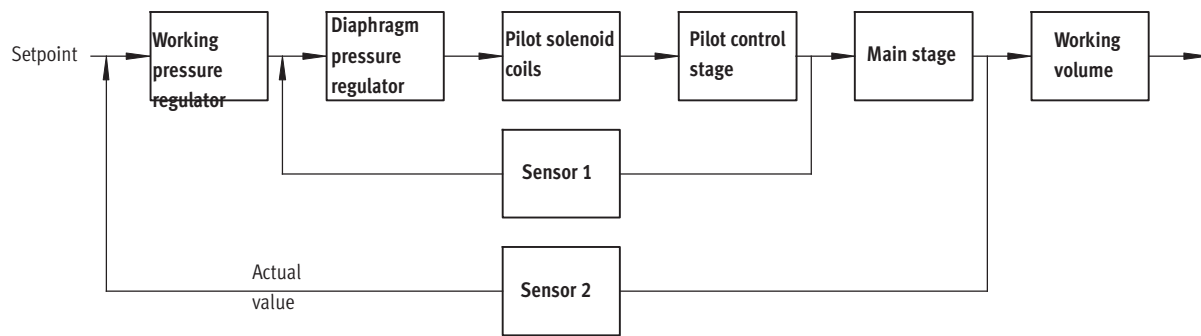 Setpoint
Working
pressure
regulator
Diaphragm
pressure
regulator
Pilot solenoid
coils
Pilot control
stage
Main stage
Working
volume
Sensor 1
Actual
value
Sensor 2